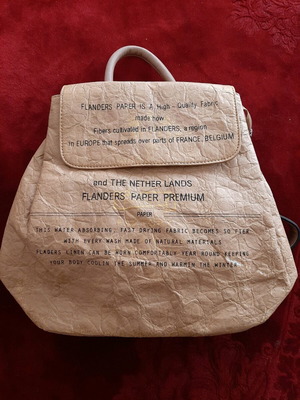 FLANDERS PAPER IS A High - Quality Fabric
made now
Fibers cultivated in FLANDERS, a region
In EUROPE that spreads over parts of FRANCE, BELGIUM
and THE NETHER LANDS
FLANDERS PAPER PREMIUM
PAPER
THIS WATER ABSORBING, FAST DRYING FABRIC BECOMES SO FTER
WITH EVERY WASH MADE OF NATURAL MATERIALS
FLADERS LINEN CAN BE WORN COMFORTABLY YEAR ROUND KEEPING
YOUR BODY COOLIN THE SUMMER AND WARMIN THE WINTER